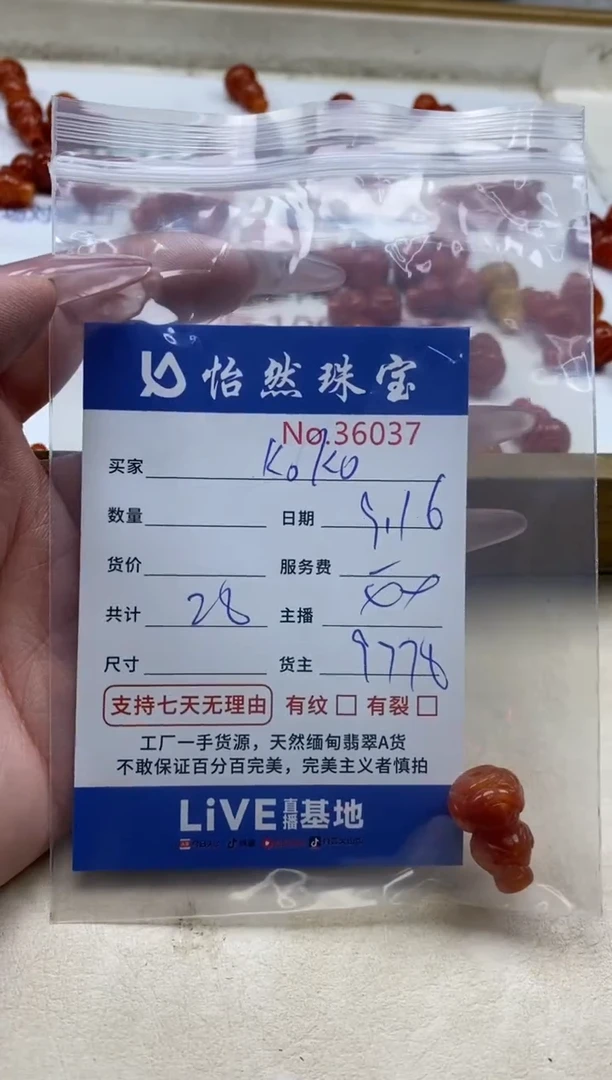 怡然珠宝
No.36037
买家 KoKo
数量 日期 9.16
货价 服务费
共计 28 主播
尺寸 货主 9778
支持七天无理由 有纹 □ 有裂 □
工厂一手货源，天然缅甸翡翠A货
不敢保证百分百完美，完美主义者慎拍
LiVE直播基地